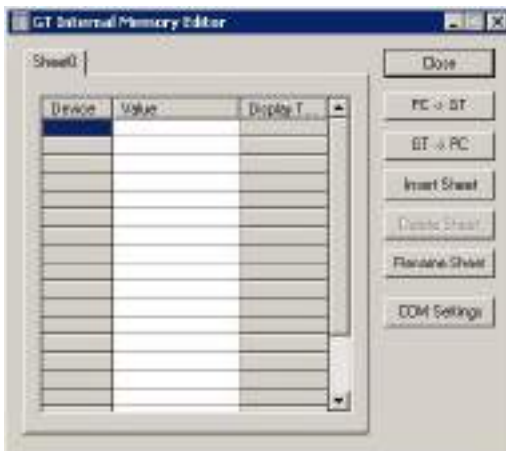 GT Internal Memory Editor
Sheet0
Close
Device Value Display T...
PC -> GT
GT -> PC
Insert Sheet
Delete Sheet
Rename Sheet
COM Settings